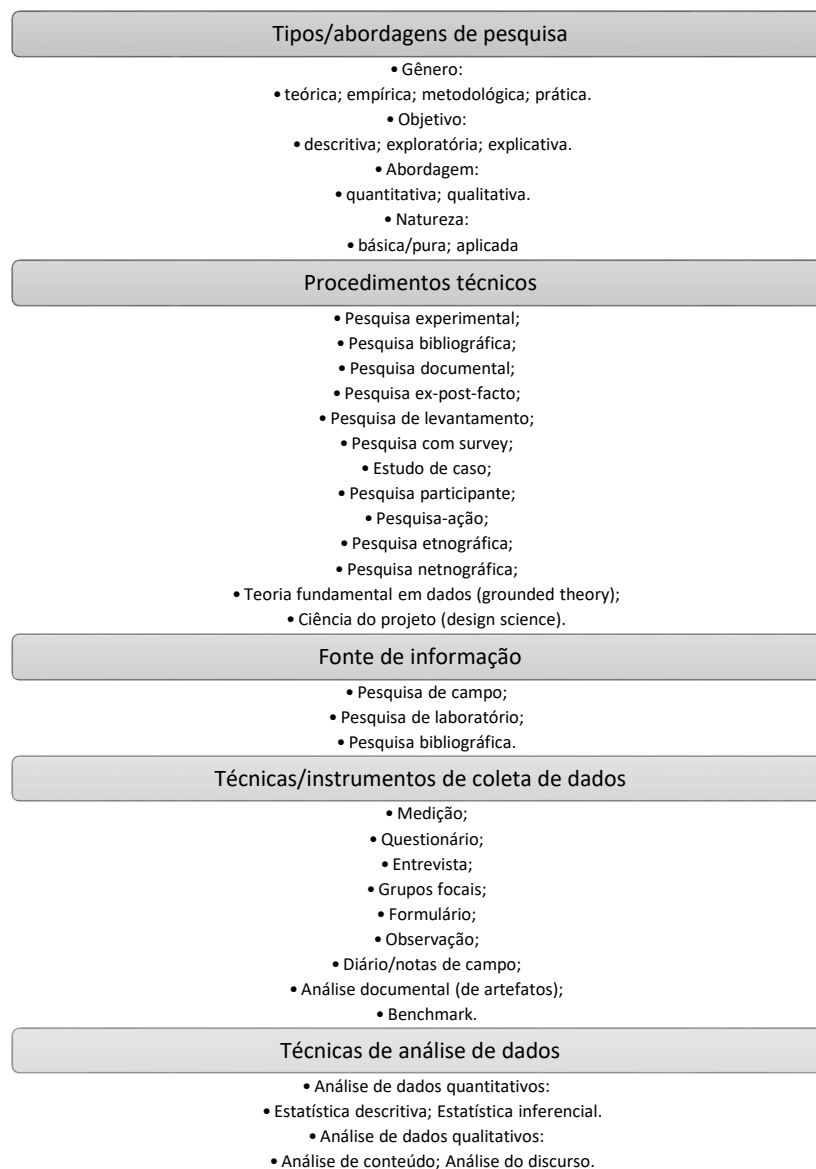 Tipos/abordagens de pesquisa
• Gênero:
• teórica; empírica; metodológica; prática.
• Objetivo:
• descritiva; exploratória; explicativa.
• Abordagem:
• quantitativa; qualitativa.
• Natureza:
• básica/pura; aplicada
Procedimentos técnicos
• Pesquisa experimental;
• Pesquisa bibliográfica;
• Pesquisa documental;
• Pesquisa ex-post-facto;
• Pesquisa de levantamento;
• Pesquisa com survey;
• Estudo de caso;
• Pesquisa participante;
• Pesquisa-ação;
• Pesquisa etnográfica;
• Pesquisa netnográfica;
• Teoria fundamental em dados (grounded theory);
• Ciência do projeto (design science).
Fonte de informação
• Pesquisa de campo;
• Pesquisa de laboratório;
• Pesquisa bibliográfica.
Técnicas/instrumentos de coleta de dados
• Medição;
• Questionário;
• Entrevista;
• Grupos focais;
• Formulário;
• Observação;
• Diário/notas de campo;
• Análise documental (de artefatos);
• Benchmark.
Técnicas de análise de dados
• Análise de dados quantitativos:
• Estatística descritiva; Estatística inferencial.
• Análise de dados qualitativos:
• Análise de conteúdo; Análise do discurso.